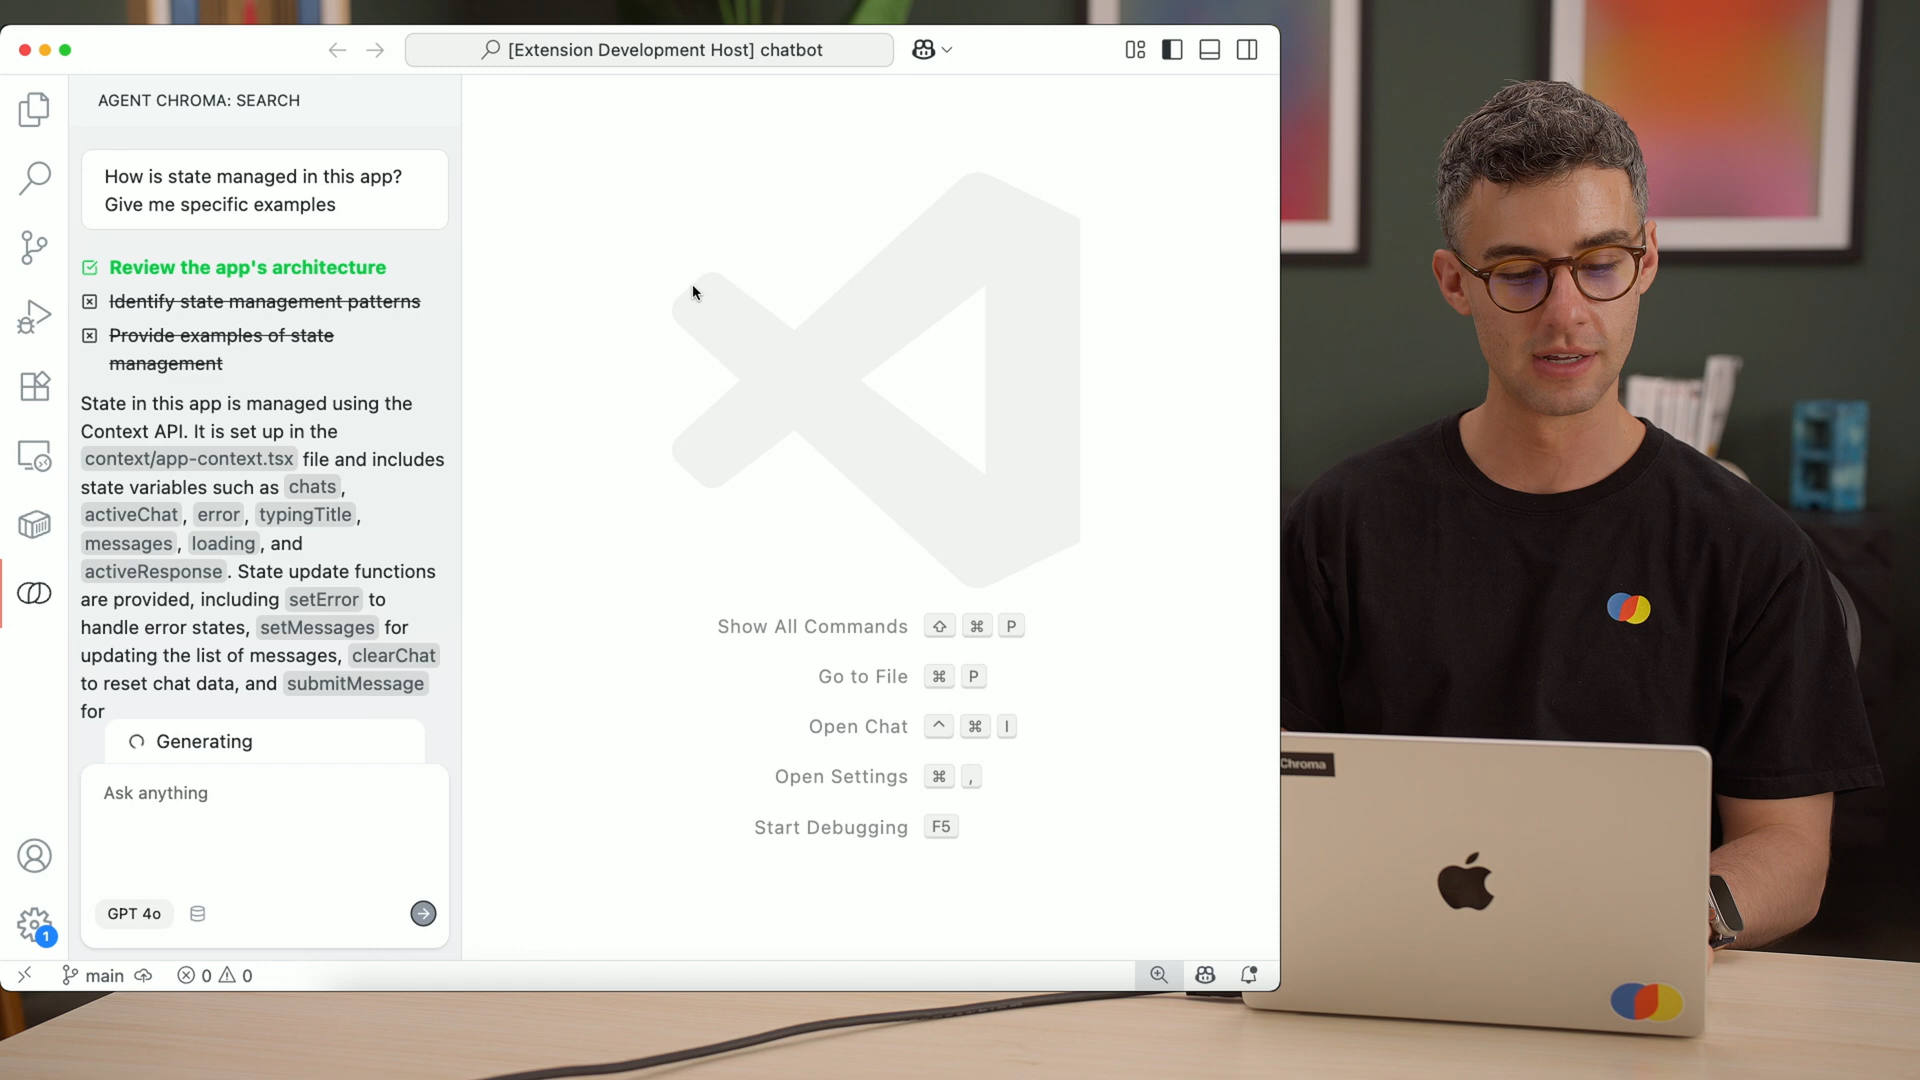 [Extension Development Host] chatbot
AGENT CHROMA: SEARCH
How is state managed in this app?
Give me specific examples
Review the app's architecture
Identify state management patterns
Provide examples of state
management
State in this app is managed using the
Context API. It is set up in the
context/app-context.tsx file and includes
state variables such as chats,
activeChat, error, typingTitle,
messages, loading, and
activeResponse. State update functions
are provided, including setError to
handle error states, setMessages for
updating the list of messages, clearChat
to reset chat data, and submitMessage
for
Generating
Ask anything
GPT 4o
1
main
0 0
Show All Commands ⇧ ⌘ P
Go to File ⌘ P
Open Chat ^ ⌘ I
Open Settings ⌘ ,
Start Debugging F5
Chroma